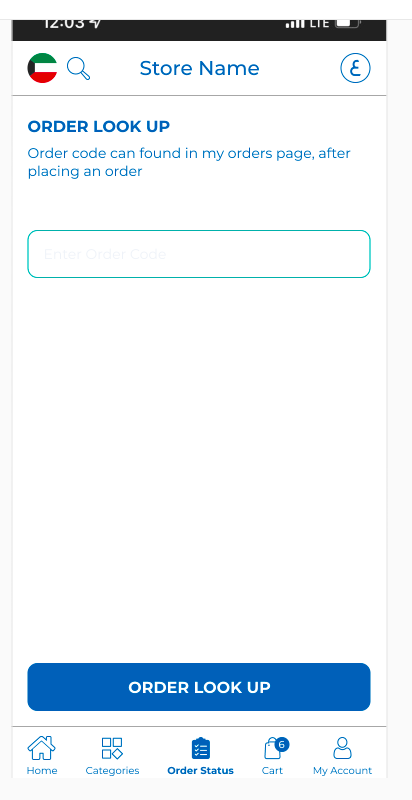 12:03
LTE
Store Name
ع
ORDER LOOK UP
Order code can found in my orders page, after
placing an order
Enter Order Code
ORDER LOOK UP
6
Home
Categories
Order Status
Cart
My Account